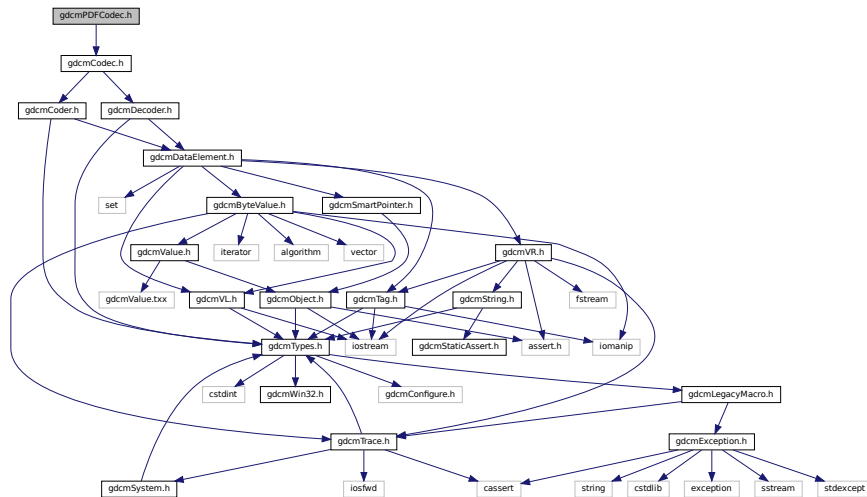 gdcmPDFCodec.h
gdcmCodec.h
gdcmCoder.h
gdcmDecoder.h
gdcmDataElement.h
set
gdcmByteValue.h
gdcmSmartPointer.h
gdcmValue.h
iterator
algorithm
vector
gdcmVR.h
gdcmValue.txx
gdcmVL.h
gdcmObject.h
gdcmTag.h
gdcmString.h
fstream
gdcmTypes.h
iostream
gdcmStaticAssert.h
assert.h
iomanip
cstdint
gdcmWin32.h
gdcmConfigure.h
gdcmLegacyMacro.h
gdcmTrace.h
gdcmException.h
gdcmSystem.h
iosfwd
cassert
string
cstdlib
exception
sstream
stdexcept